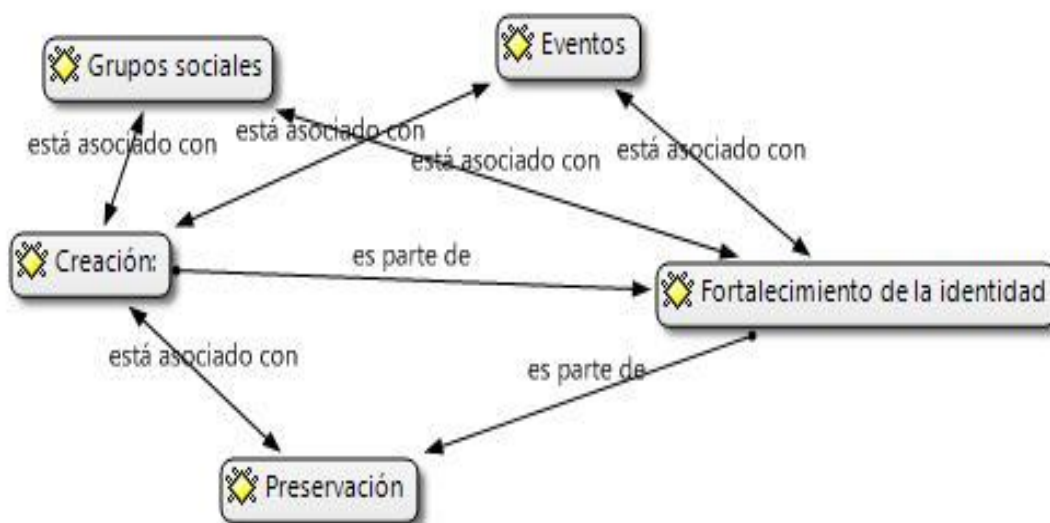 Eventos
Grupos sociales
está asociado con
está asociado con
está asociado con
está asociado con
Creación:
es parte de
Fortalecimiento de la identidad
está asociado con
es parte de
Preservación